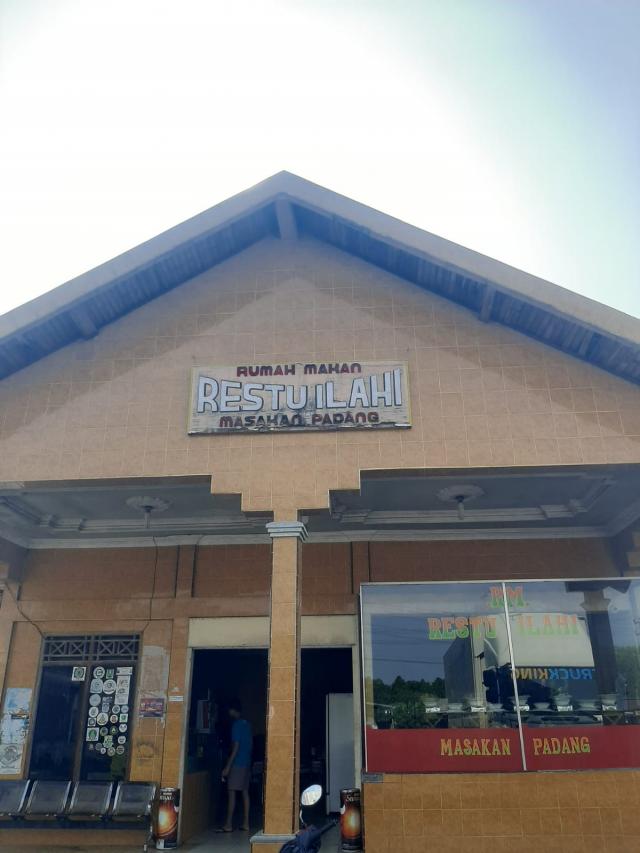 RUMAH MAKAN
RESTU ILAHI
MASAKAN PADANG
RM.
RESTU ILAHI
MASAKAN PADANG